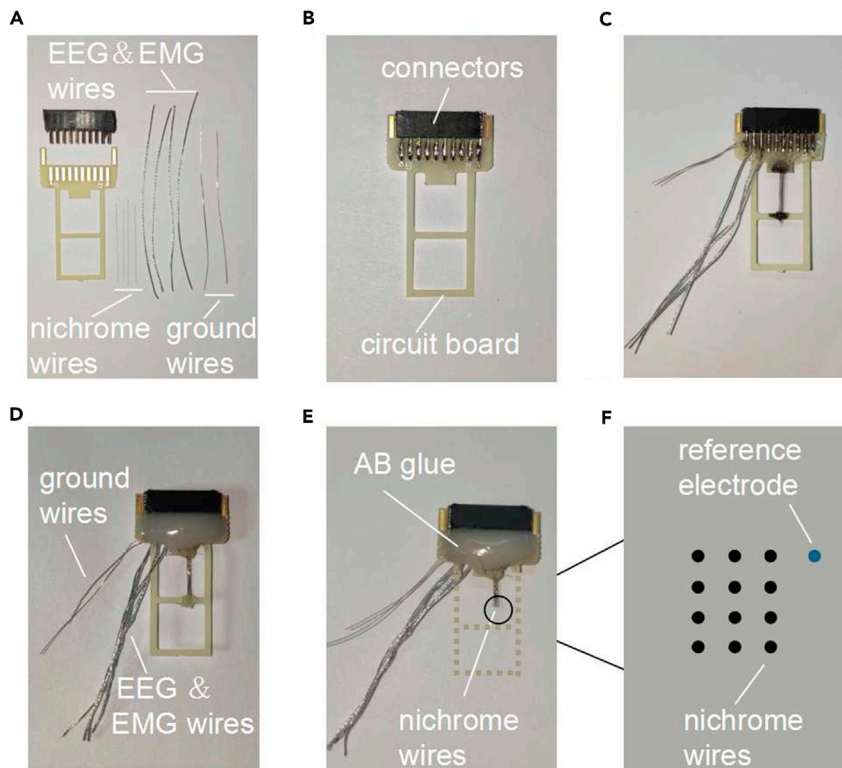 A
EEG & EMG
wires
nichrome
wires
ground
wires
B
connectors
circuit board
C
D
ground
wires
EEG &
EMG wires
E
AB glue
nichrome
wires
F
reference
electrode
nichrome
wires